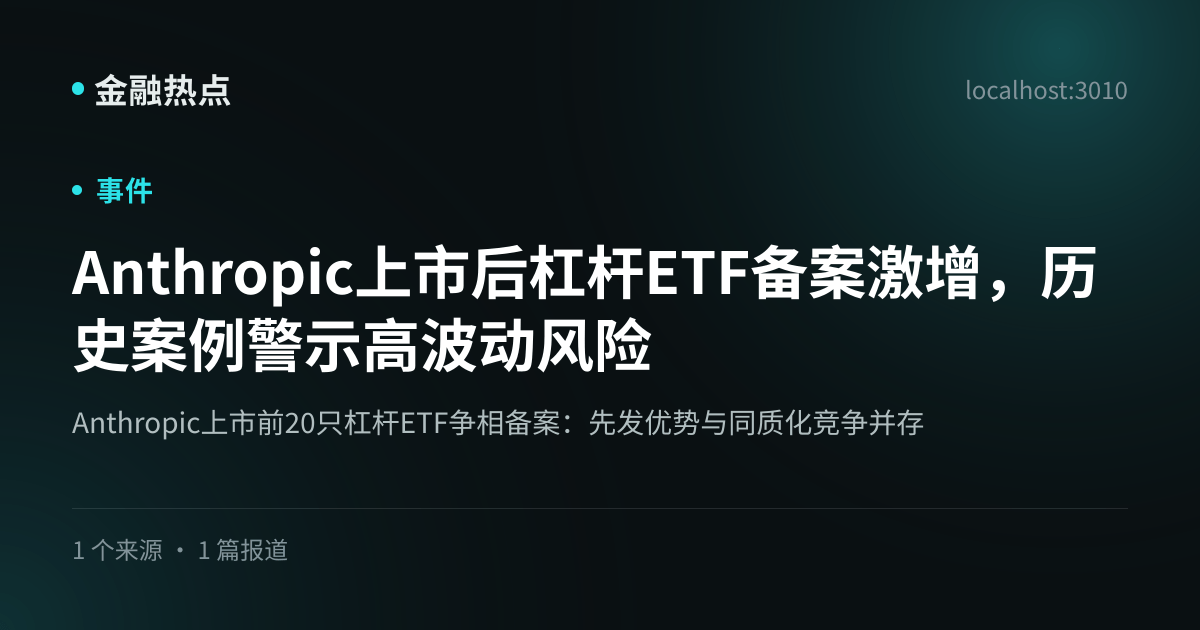 金融热点
localhost:3010
事件
Anthropic上市后杠杆ETF备案激增，历
史案例警示高波动风险
Anthropic上市前20只杠杆ETF争相备案：先发优势与同质化竞争并存
1 个来源 · 1 篇报道